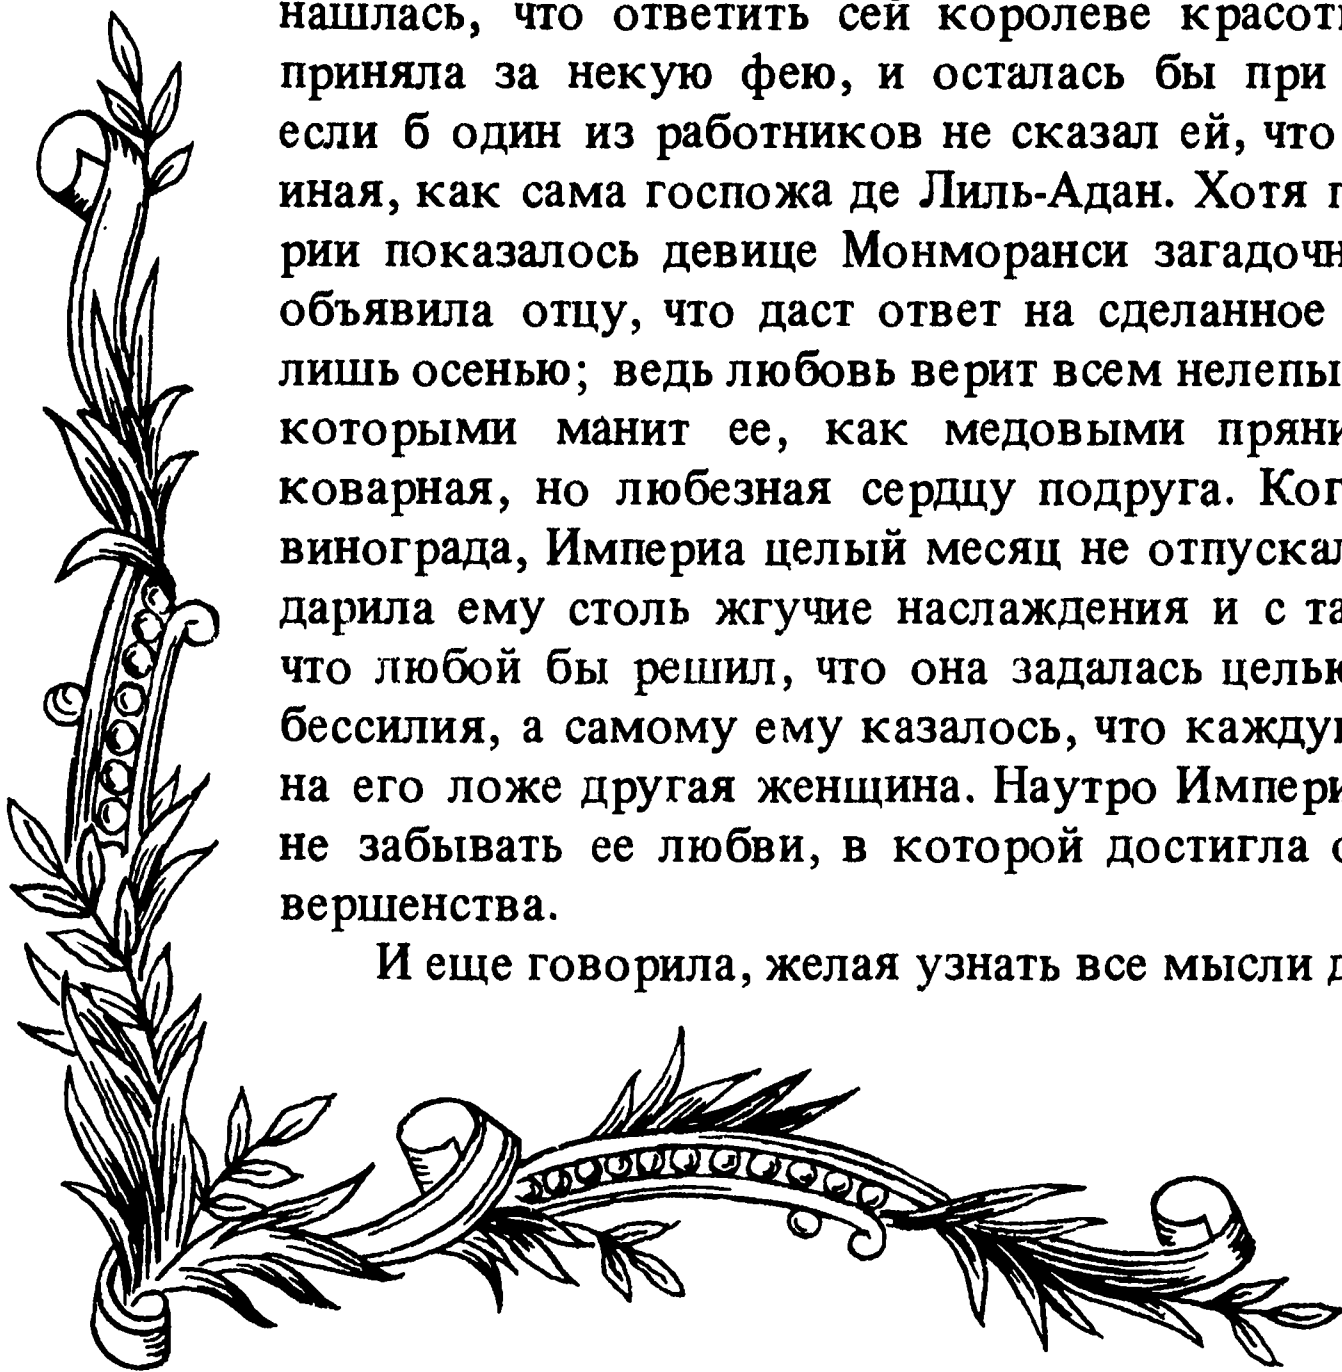 нашлась, что ответить сей королеве красот
приняла за некую фею, и осталась бы при
если б один из работников не сказал ей, что
иная, как сама госпожа де Лиль-Адан. Хотя
рии показалось девице Монморанси загадочн
объявила отцу, что даст ответ на сделанное
лишь осенью; ведь любовь верит всем нелепы
которыми манит ее, как медовыми пряни
коварная, но любезная сердцу подруга. Ког
винограда, Империа целый месяц не отпускал
дарила ему столь жгучие наслаждения и с та
что любой бы решил, что она задалась целью
бессилия, а самому ему казалось, что каждую
на его ложе другая женщина. Наутро Импери
не забывать ее любви, в которой достигла
вершенства.
И еще говорила, желая узнать все мысли